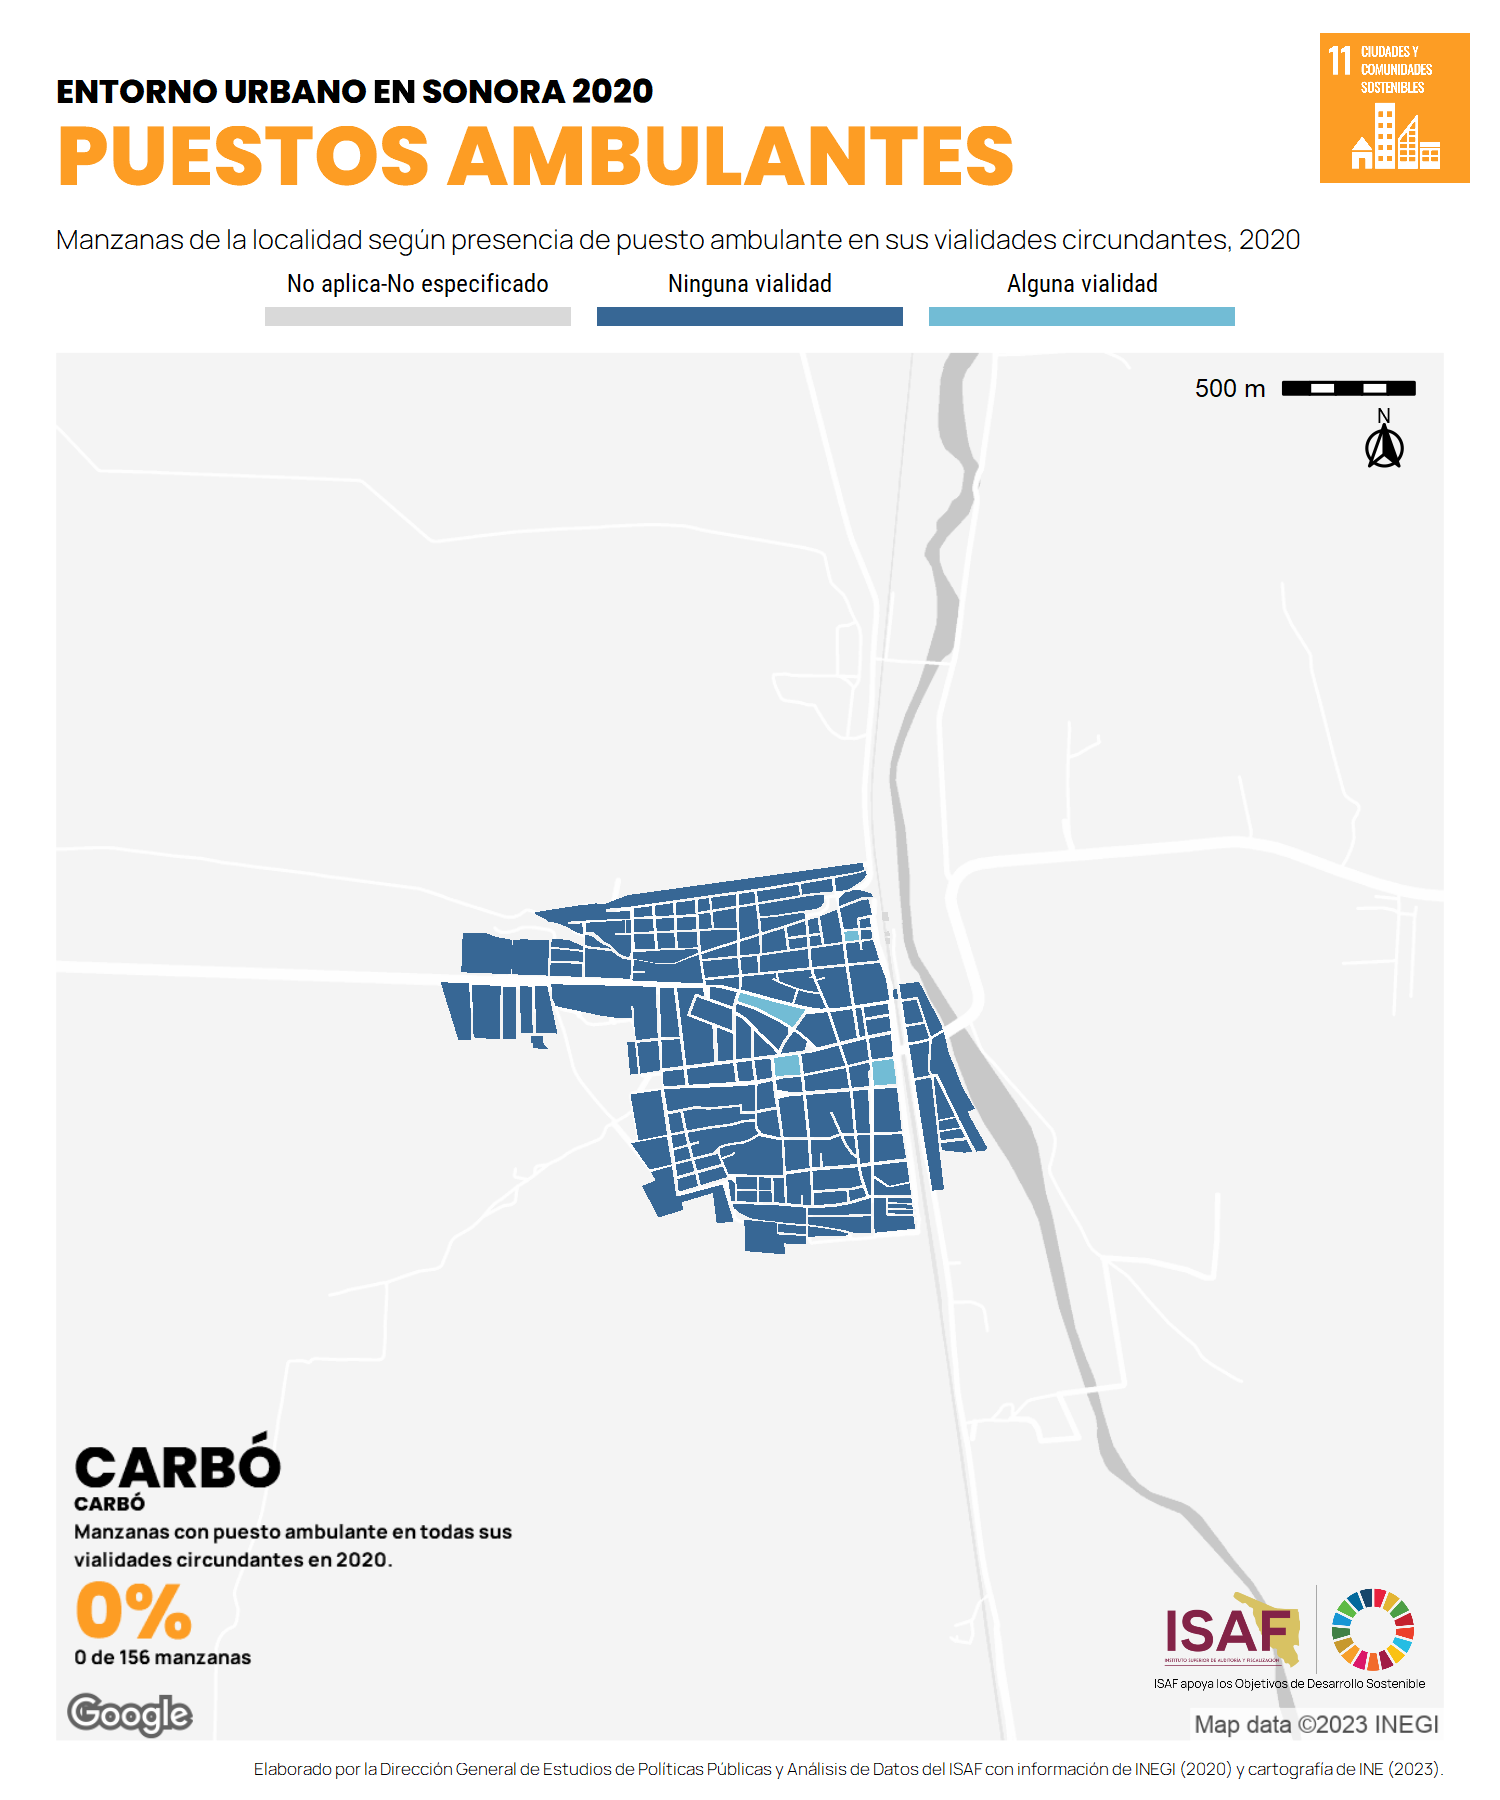 ENTORNO URBANO EN SONORA 2020
PUESTOS AMBULANTES
11 CIUDADES Y
COMUNIDADES
SOSTENIBLES
Manzanas de la localidad según presencia de puesto ambulante en sus vialidades circundantes, 2020
No aplica-No especificado
Ninguna vialidad
Alguna vialidad
500 m
N
CARBÓ
CARBÓ
Manzanas con puesto ambulante en todas sus
vialidades circundantes en 2020.
0%
0 de 156 manzanas
Google
ISAF
INSTITUTO SUPERIOR DE AUDITORÍA Y FISCALIZACIÓN
ISAF apoya los Objetivos de Desarrollo Sostenible
Map data ©2023 INEGI
Elaborado por la Dirección General de Estudios de Políticas Públicas y Análisis de Datos del ISAF con información de INEGI (2020) y cartografía de INE (2023).